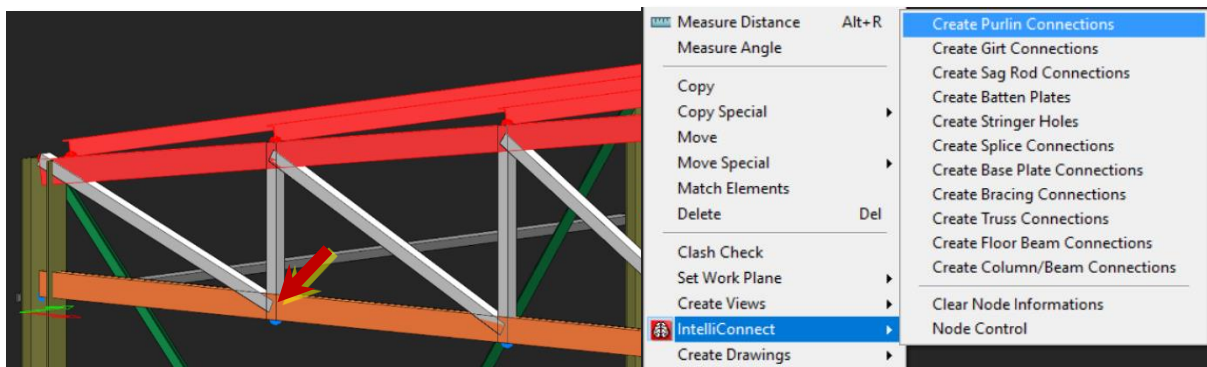 Measure Distance Alt+R
Measure Angle
Copy
Copy Special
Move
Move Special
Match Elements
Delete Del
Clash Check
Set Work Plane
Create Views
IntelliConnect
Create Drawings
Create Purlin Connections
Create Girt Connections
Create Sag Rod Connections
Create Batten Plates
Create Stringer Holes
Create Splice Connections
Create Base Plate Connections
Create Bracing Connections
Create Truss Connections
Create Floor Beam Connections
Create Column/Beam Connections
Clear Node Informations
Node Control